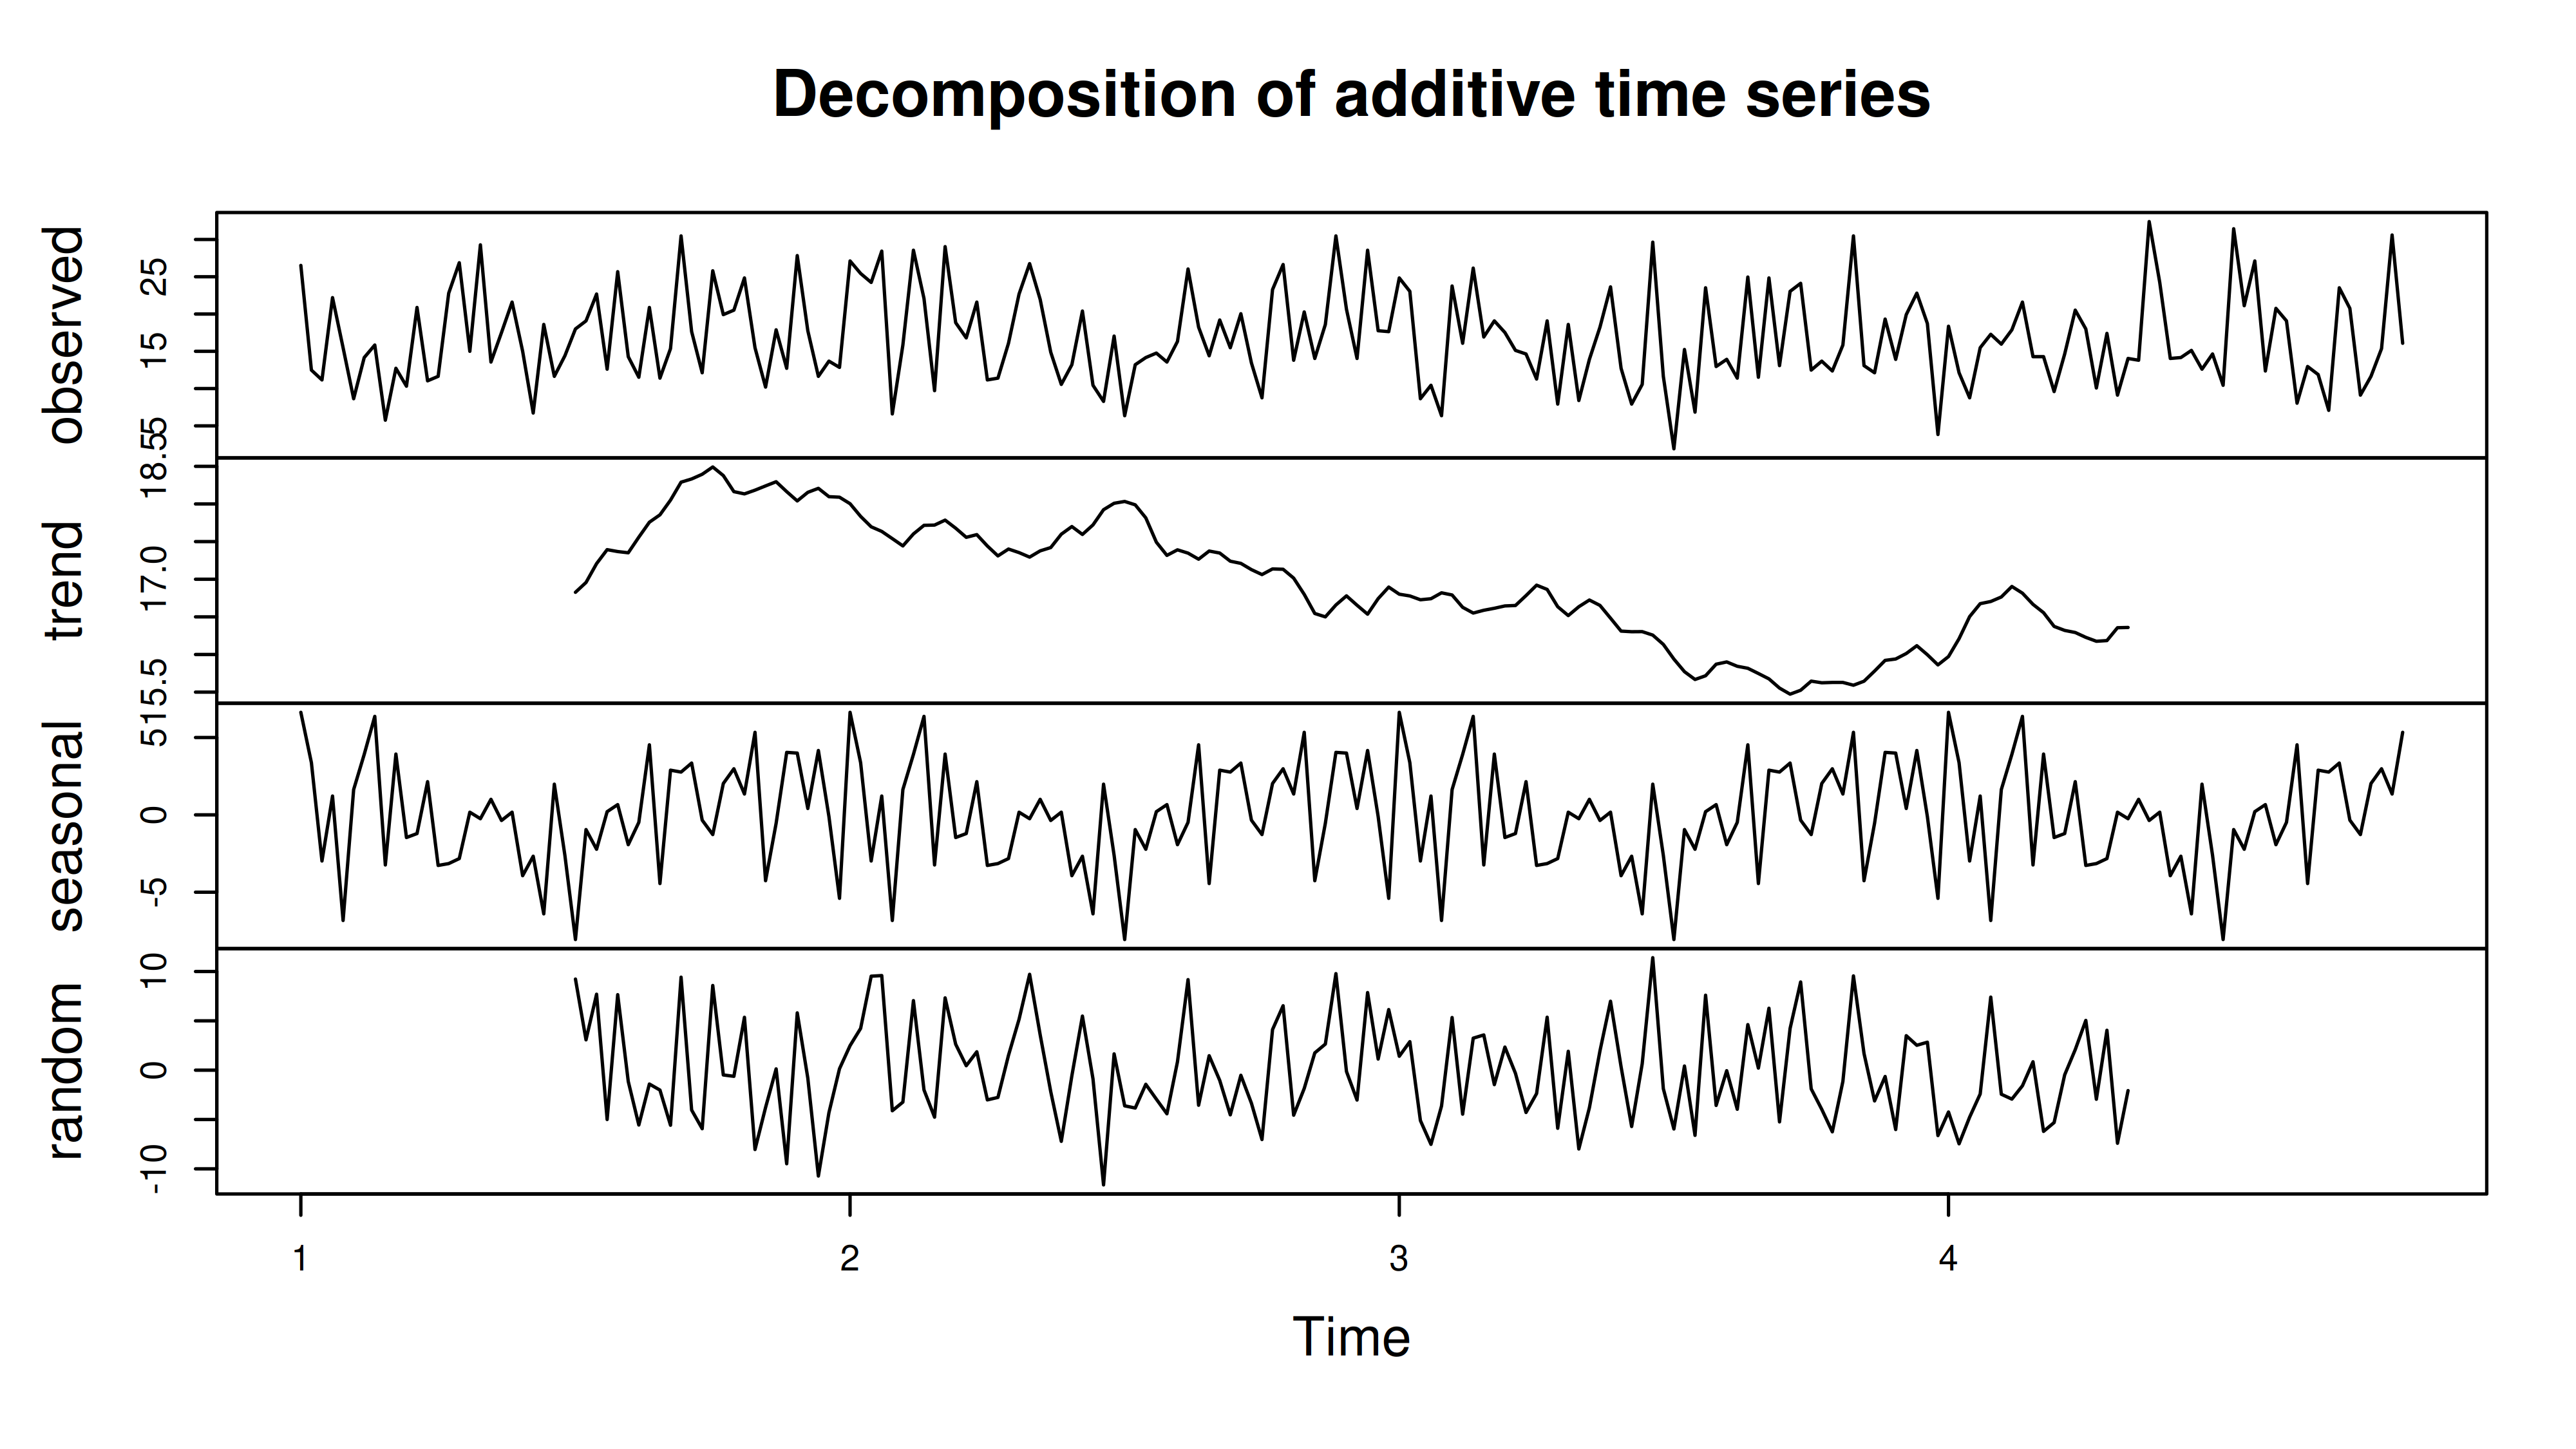 Decomposition of additive time series
observed
25
15
5
trend
18.5
17.0
15.5
seasonal
5
0
-5
random
10
0
-10
1 2 3 4
Time